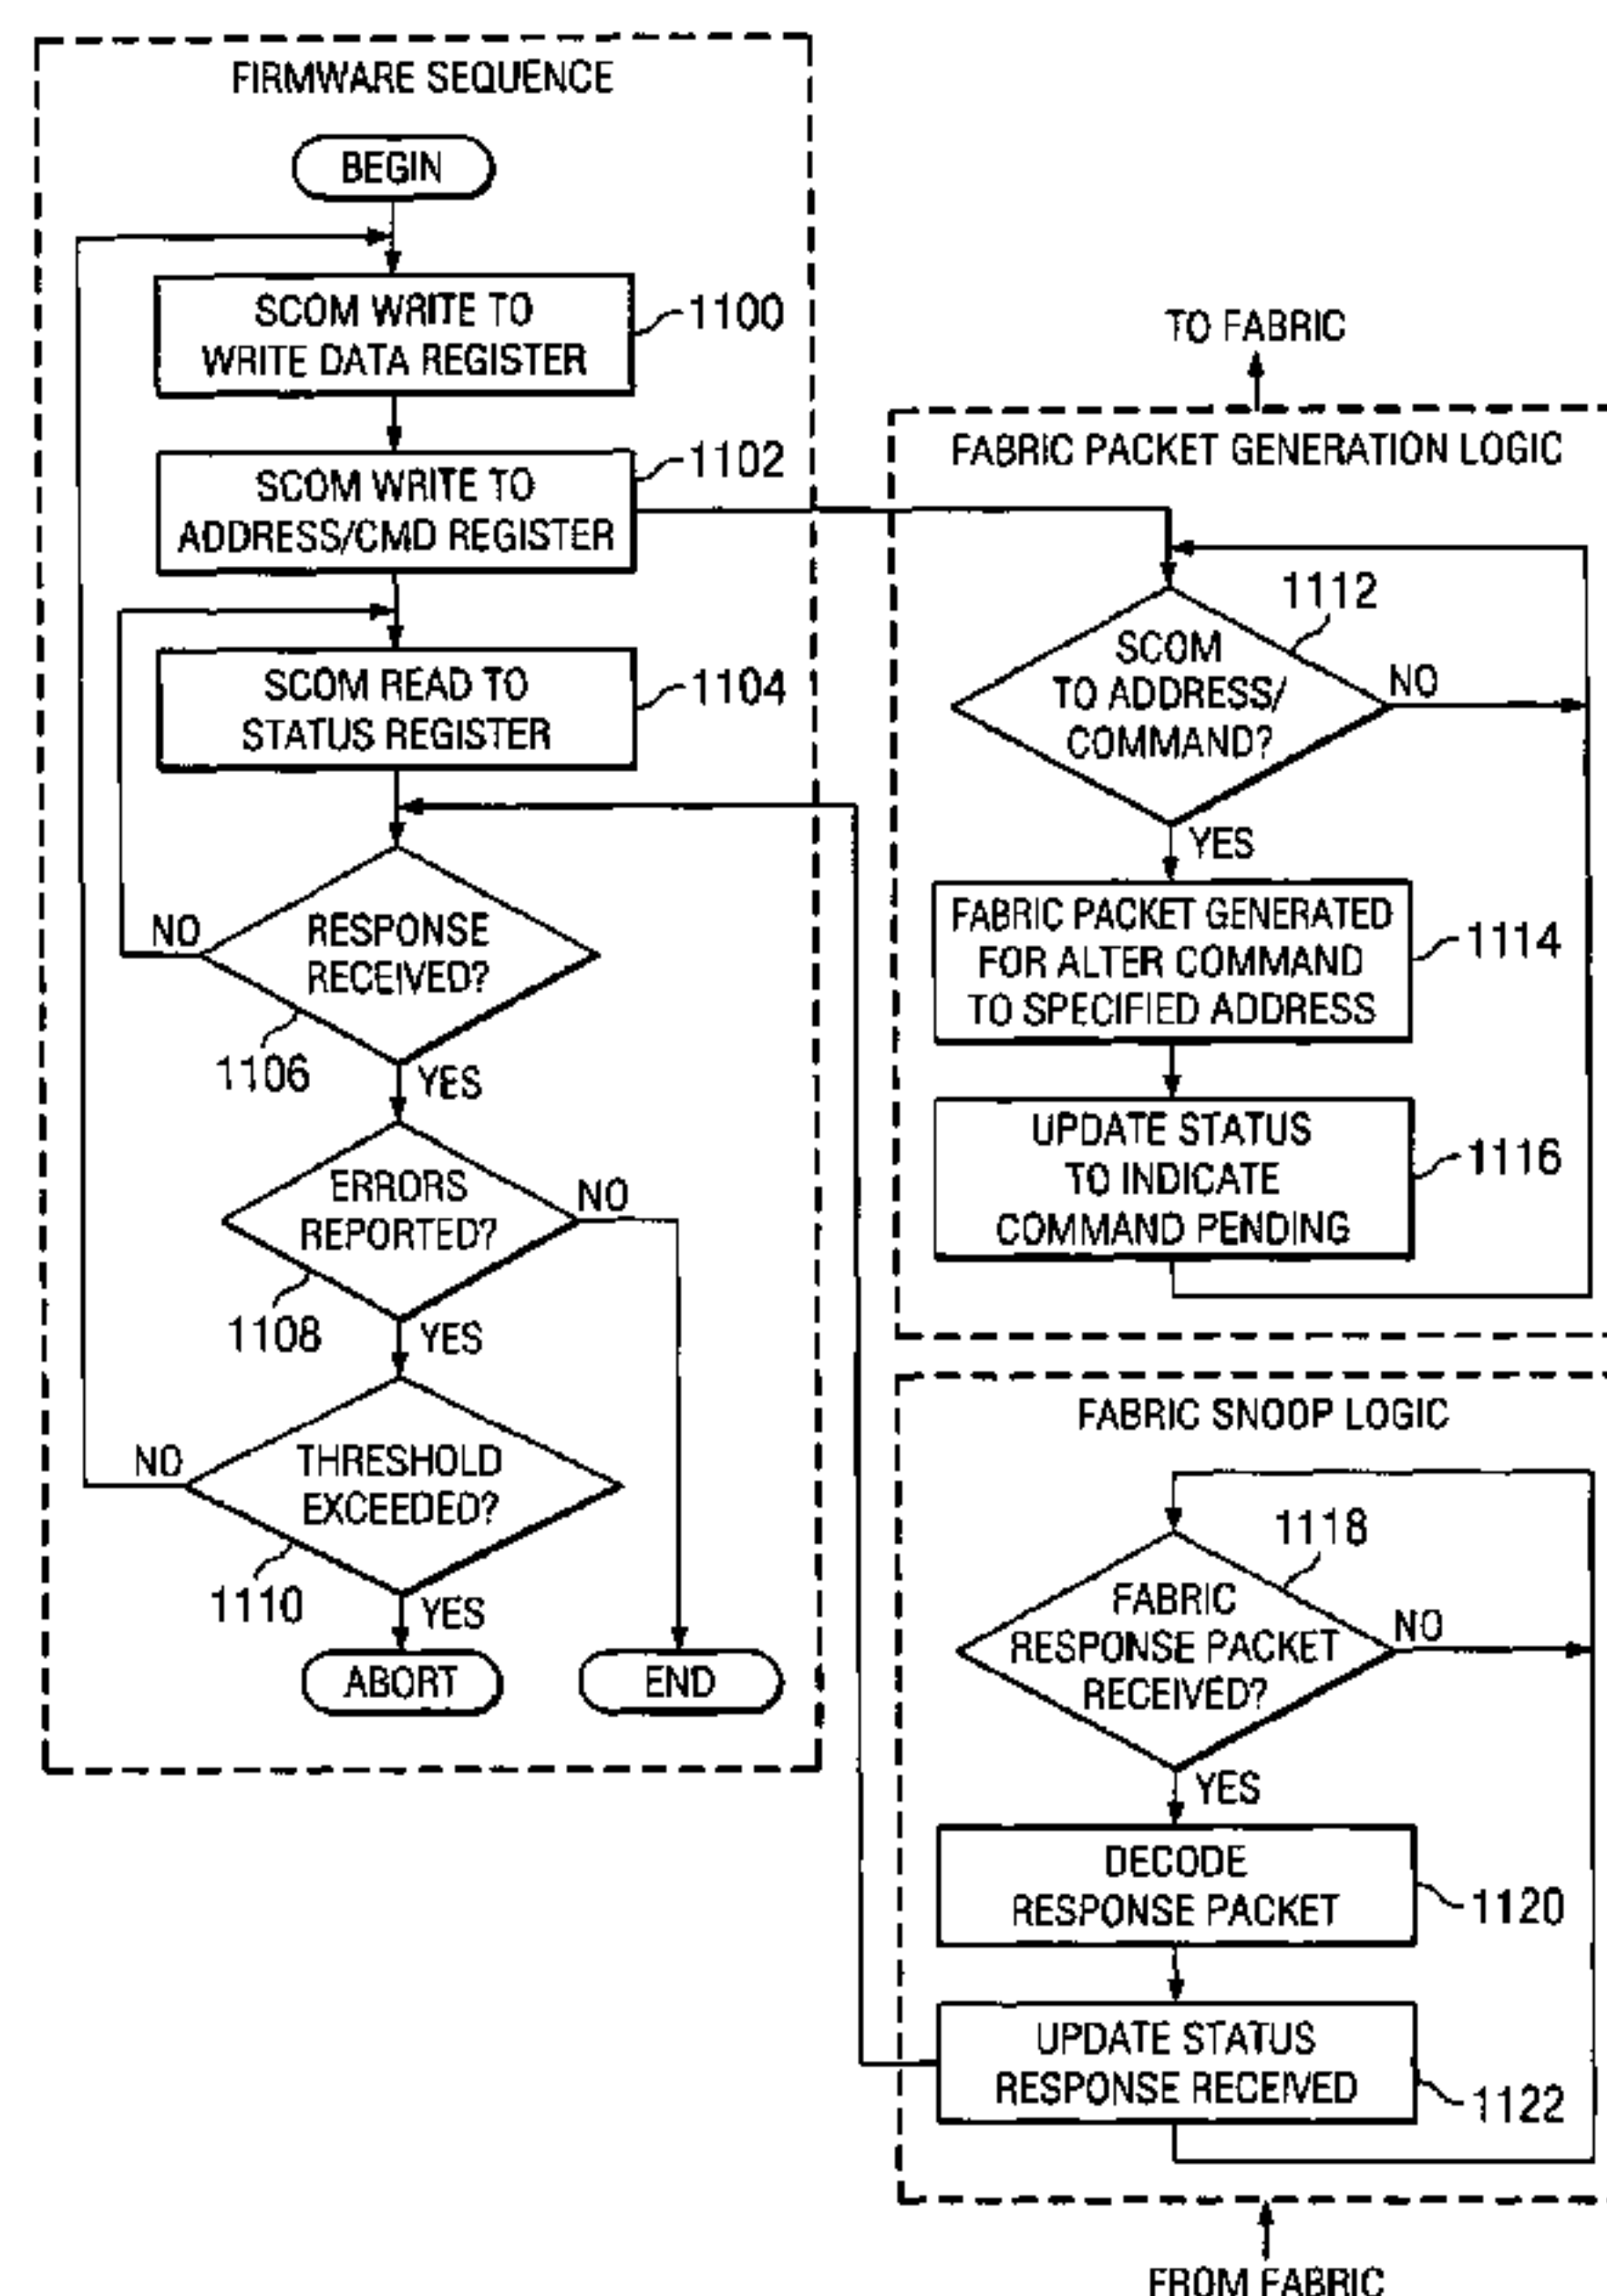 FIRMWARE SEQUENCE
BEGIN
SCOM WRITE TO
WRITE DATA REGISTER
1100
SCOM WRITE TO
ADDRESS/CMD REGISTER
1102
SCOM READ TO
STATUS REGISTER
1104
RESPONSE
RECEIVED?
NO
1106
YES
ERRORS
REPORTED?
NO
1108
YES
THRESHOLD
EXCEEDED?
NO
1110
YES
ABORT
END
TO FABRIC
FABRIC PACKET GENERATION LOGIC
1112
SCOM
TO ADDRESS/
COMMAND?
NO
YES
FABRIC PACKET GENERATED
FOR ALTER COMMAND
TO SPECIFIED ADDRESS
1114
UPDATE STATUS
TO INDICATE
COMMAND PENDING
1116
FABRIC SNOOP LOGIC
1118
FABRIC
RESPONSE PACKET
RECEIVED?
NO
YES
DECODE
RESPONSE PACKET
1120
UPDATE STATUS
RESPONSE RECEIVED
1122
FROM FABRIC